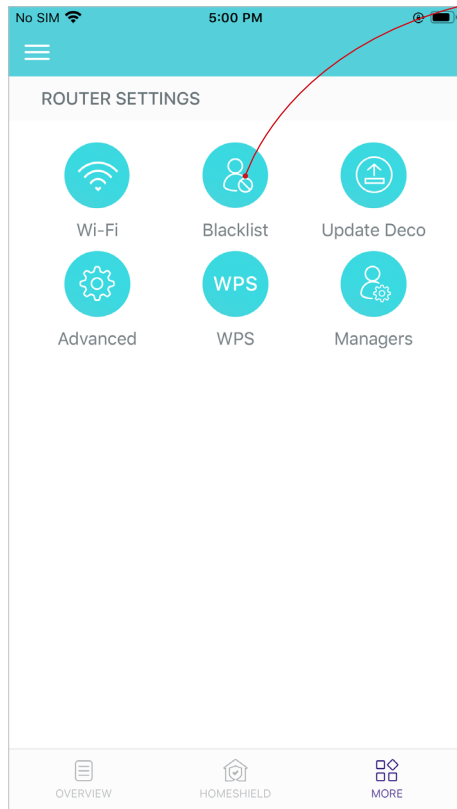 No SIM 5:00 PM
ROUTER SETTINGS
Wi-Fi Blacklist Update Deco
WPS
Advanced WPS Managers
OVERVIEW HOMESHIELD MORE